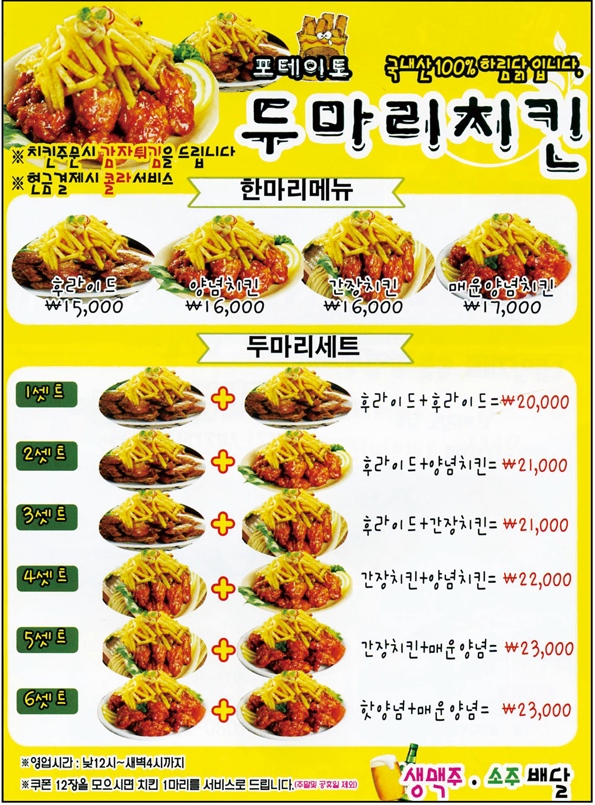 포테이토
국내산100% 하림닭입니다.
두마리치킨
※치킨주문시 감자튀김을 드립니다
※현금결제시 콜라서비스
한마리메뉴
후라이드 양념치킨 간장치킨 매운양념치킨
₩15,000 ₩16,000 ₩16,000 ₩17,000
두마리세트
1셋트 + 후라이드+후라이드=₩20,000
2셋트 + 후라이드+양념치킨=₩21,000
3셋트 + 후라이드+간장치킨=₩21,000
4셋트 + 간장치킨+양념치킨=₩22,000
5셋트 + 간장치킨+매운양념=₩23,000
6셋트 + 핫양념+매운양념=₩23,000
※영업시간 : 낮12시~새벽4시까지
※쿠폰 12장을 모으시면 치킨 1마리를 서비스로 드립니다.(주말및 공휴일 제외)
생맥주 · 소주 배달